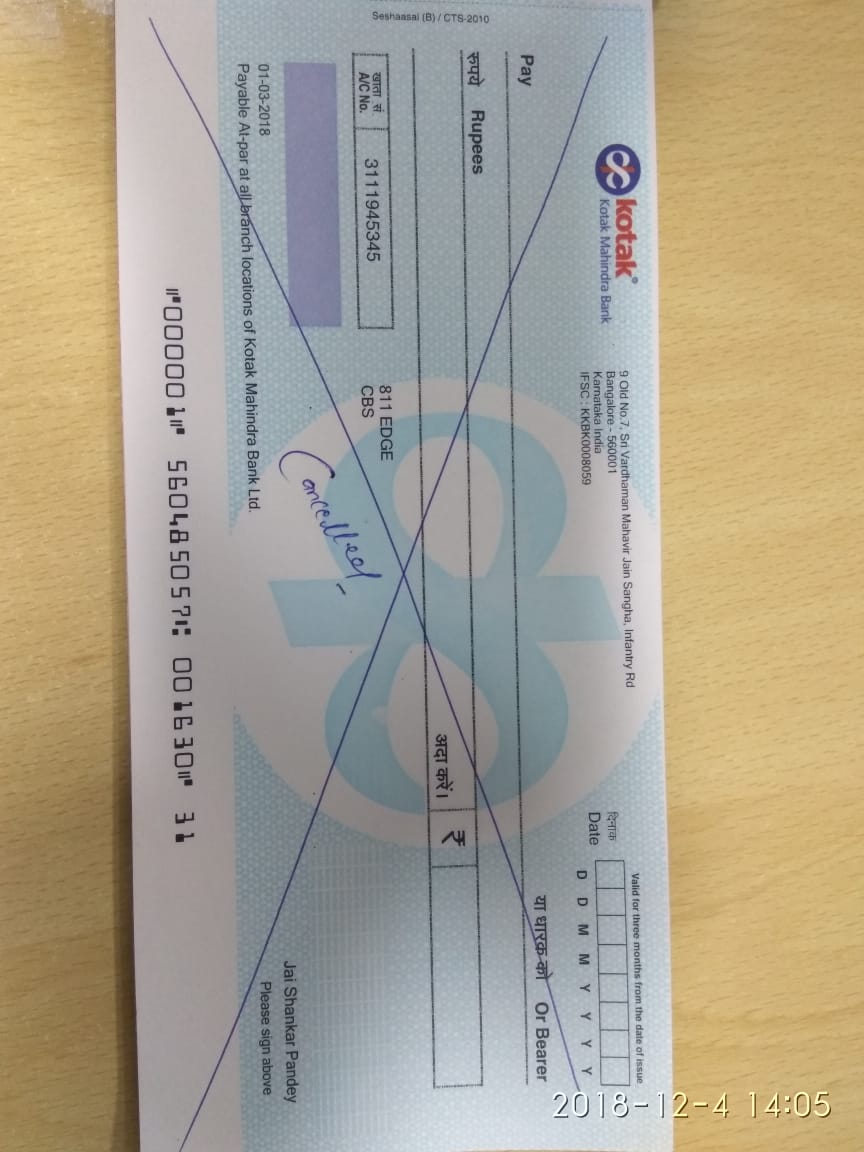 kotak®
Kotak Mahindra Bank
9 Old No.7, Sri Vardhaman Mahavir Jain Sangha, Infantry Rd
Bangalore - 560001
Karnataka India
IFSC : KKBK0008059
Valid for three months from the date of issue
दिनांक
Date
D D M M Y Y Y Y
Pay
या धारक को Or Bearer
रुपये Rupees
अदा करें।
₹
खाता सं
A/C No.
3111945345
811 EDGE
CBS
Cancelled
01-03-2018
Payable At-par at all branch locations of Kotak Mahindra Bank Ltd.
Jai Shankar Pandey
Please sign above
Seshaasai (B) / CTS-2010
⑈000001⑈ 560485057⑆ 001630⑈ 31
2018-12-4 14:05